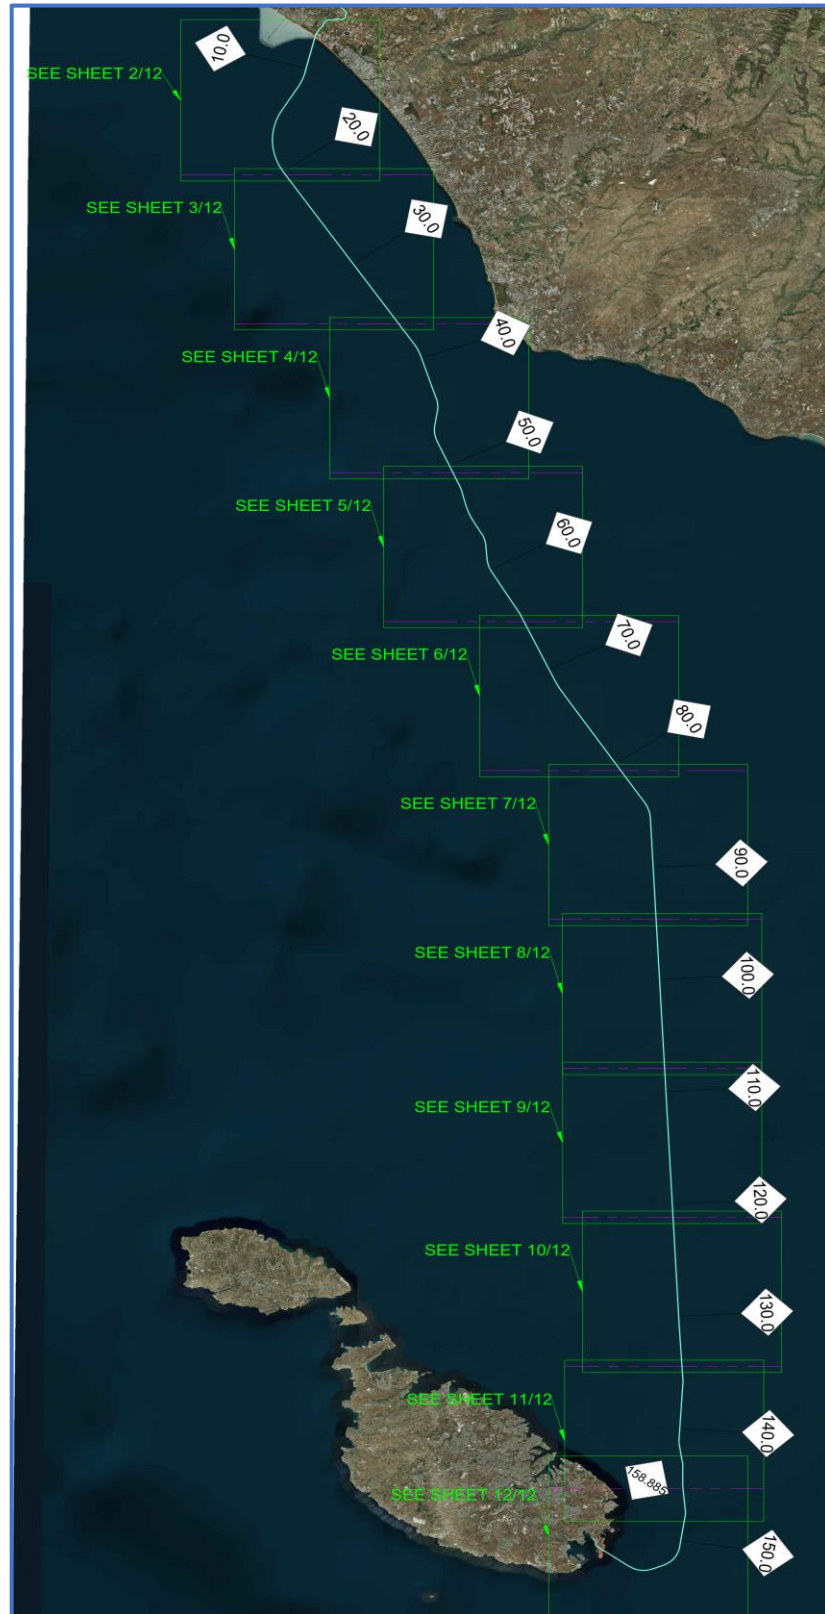 10.0
SEE SHEET 2/12
20.0
SEE SHEET 3/12
30.0
40.0
SEE SHEET 4/12
50.0
SEE SHEET 5/12
60.0
70.0
SEE SHEET 6/12
80.0
SEE SHEET 7/12
90.0
SEE SHEET 8/12
100.0
110.0
SEE SHEET 9/12
120.0
SEE SHEET 10/12
130.0
SEE SHEET 11/12
140.0
158.885
SEE SHEET 12/12
150.0